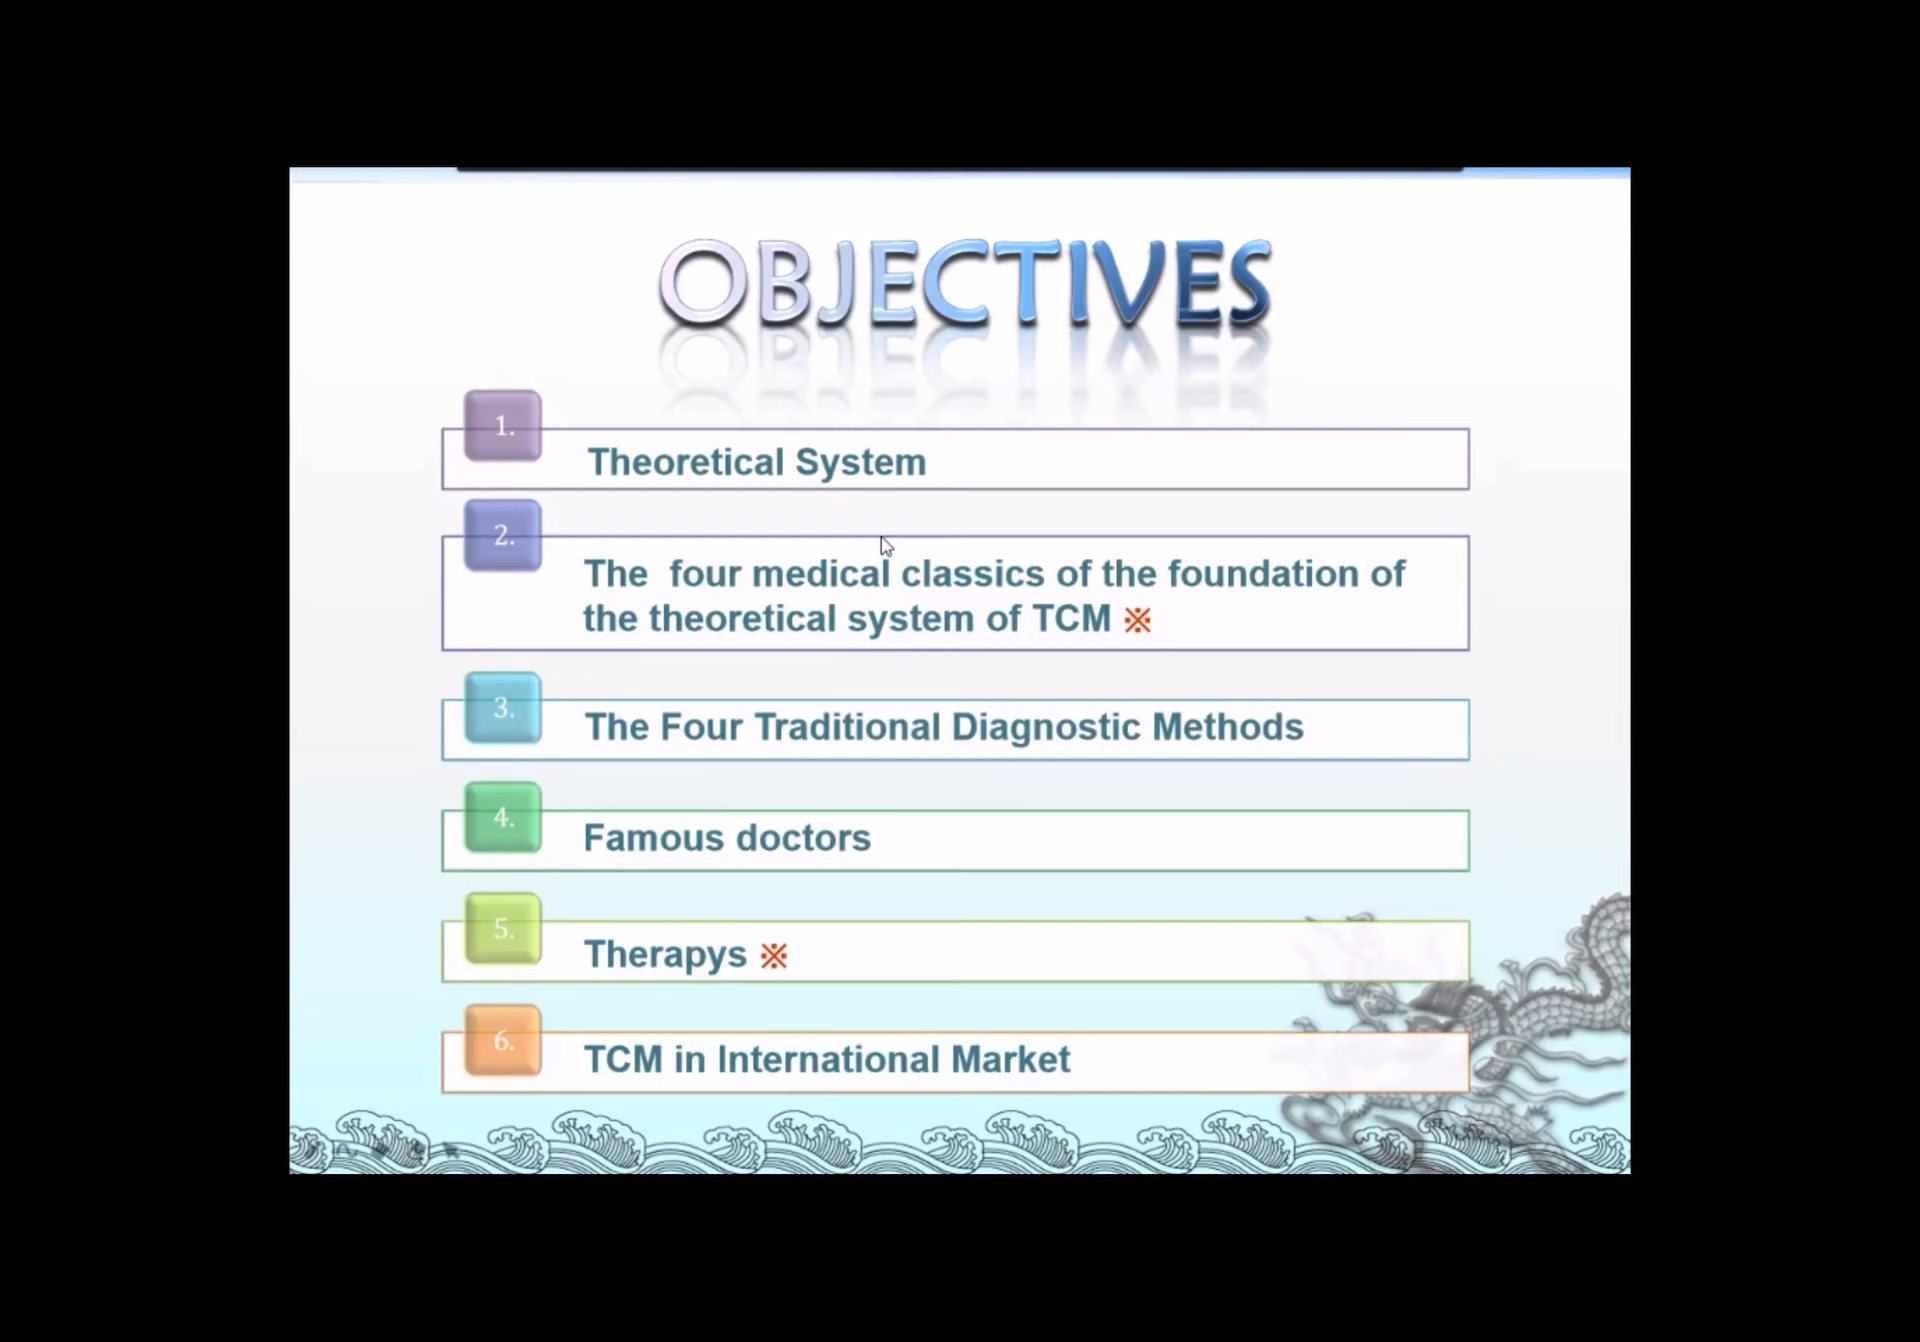 OBJECTIVES
1.
Theoretical System
2.
The four medical classics of the foundation of
the theoretical system of TCM ※
3.
The Four Traditional Diagnostic Methods
4.
Famous doctors
5.
Therapys ※
6.
TCM in International Market